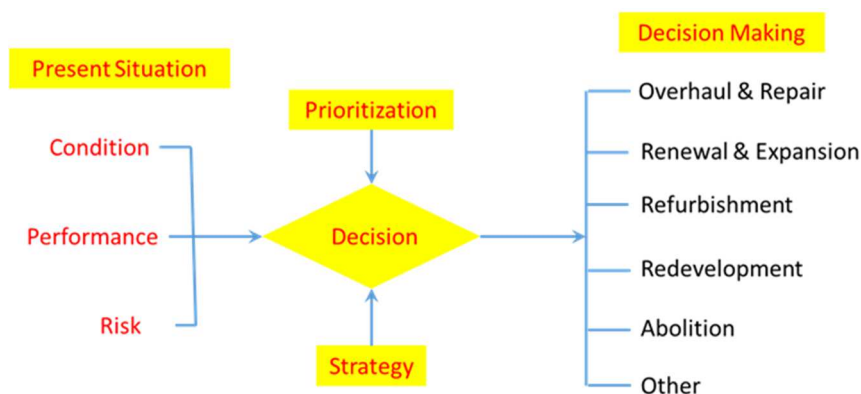 Present Situation
Condition
Performance
Risk
Prioritization
Decision
Strategy
Decision Making
Overhaul & Repair
Renewal & Expansion
Refurbishment
Redevelopment
Abolition
Other